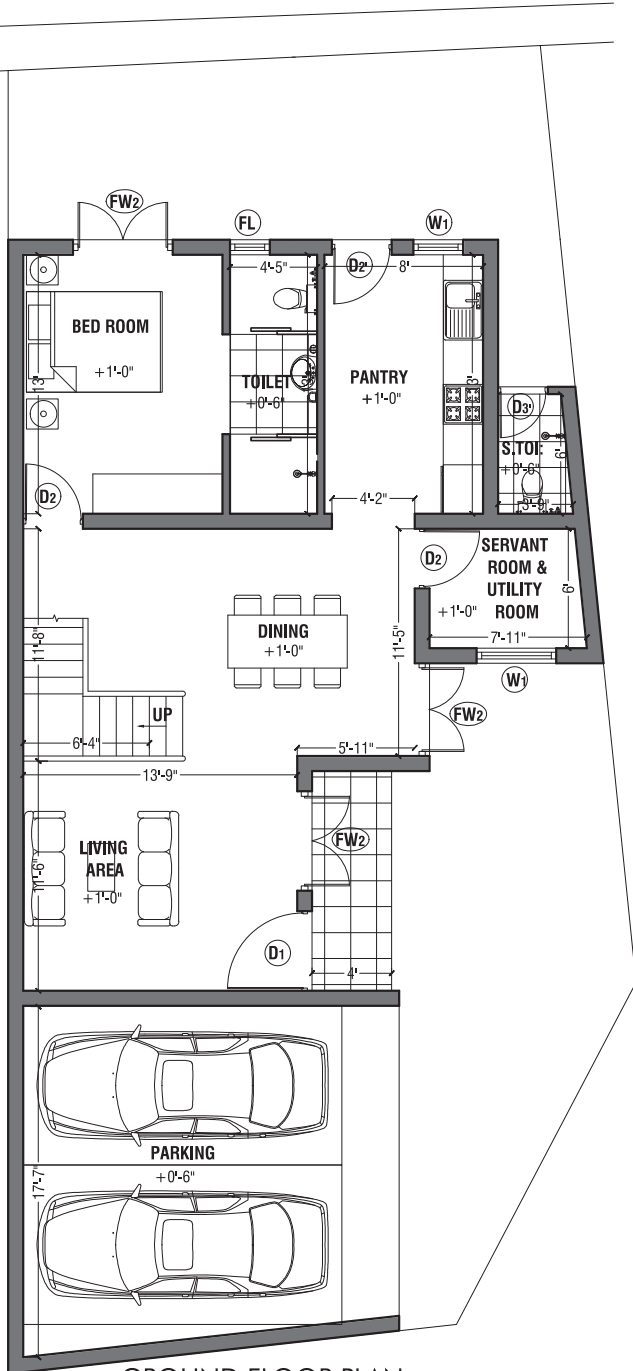 FW2
FL
W1
4'-5"
D2'
8'
BED ROOM
+1'-0"
13'
TOILET
+0'-6"
PANTRY
+1'-0"
D3'
S.TOI.
+0'-6"
6'
3'-9"
D2
4'-2"
D2
SERVANT
ROOM &
UTILITY
ROOM
+1'-0"
6'
7'-11"
W1
DINING
+1'-0"
11'-8"
11'-5"
UP
6'-4"
5'-11"
FW2
13'-9"
FW2
LIVING
AREA
+1'-0"
11'-6"
D1
4'
PARKING
+0'-6"
17'-7"
GROUND FLOOR PLAN